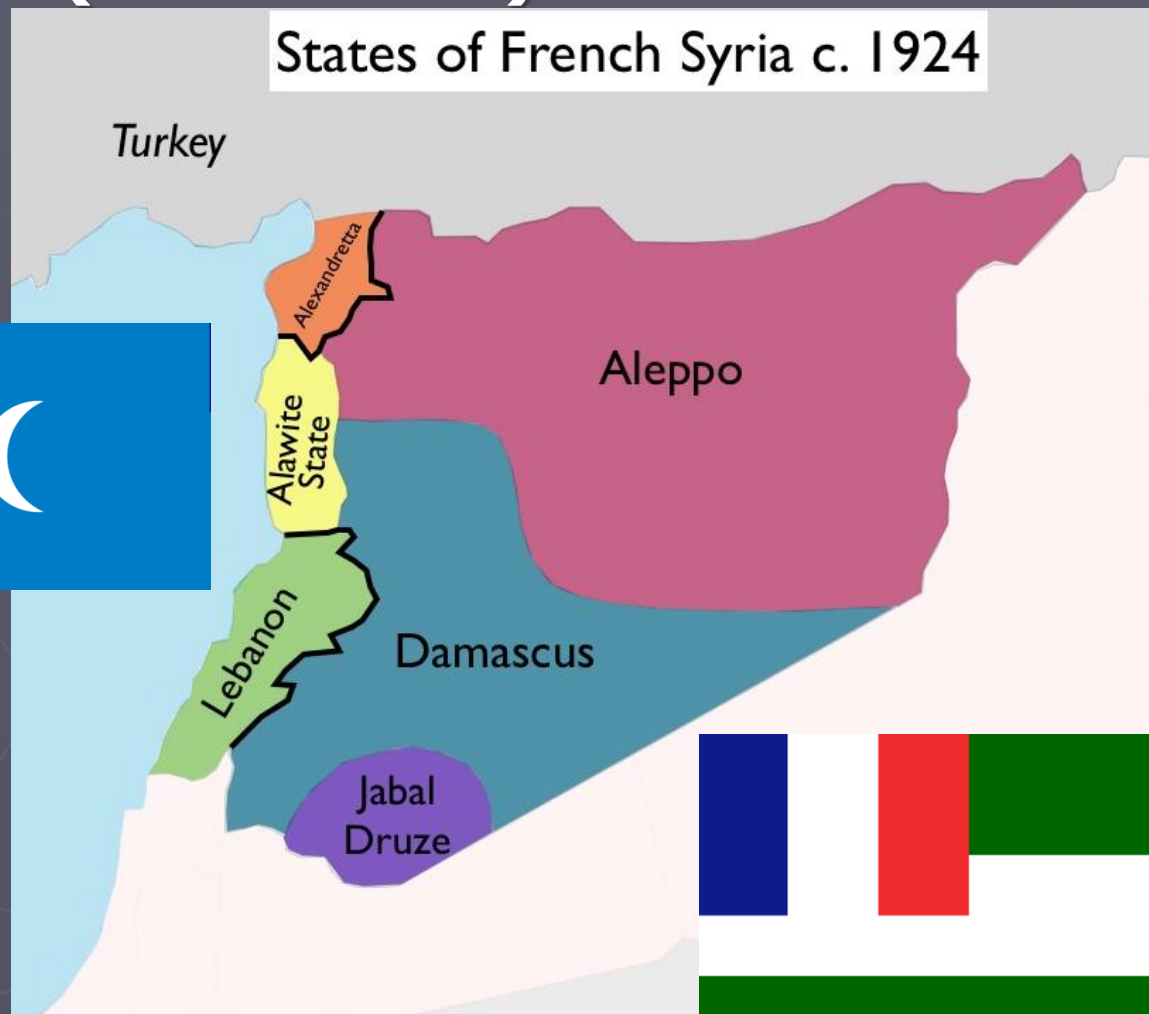 States of French Syria c. 1924
Turkey
Alexandretta
Aleppo
Alawite
State
Lebanon
Damascus
Jabal
Druze